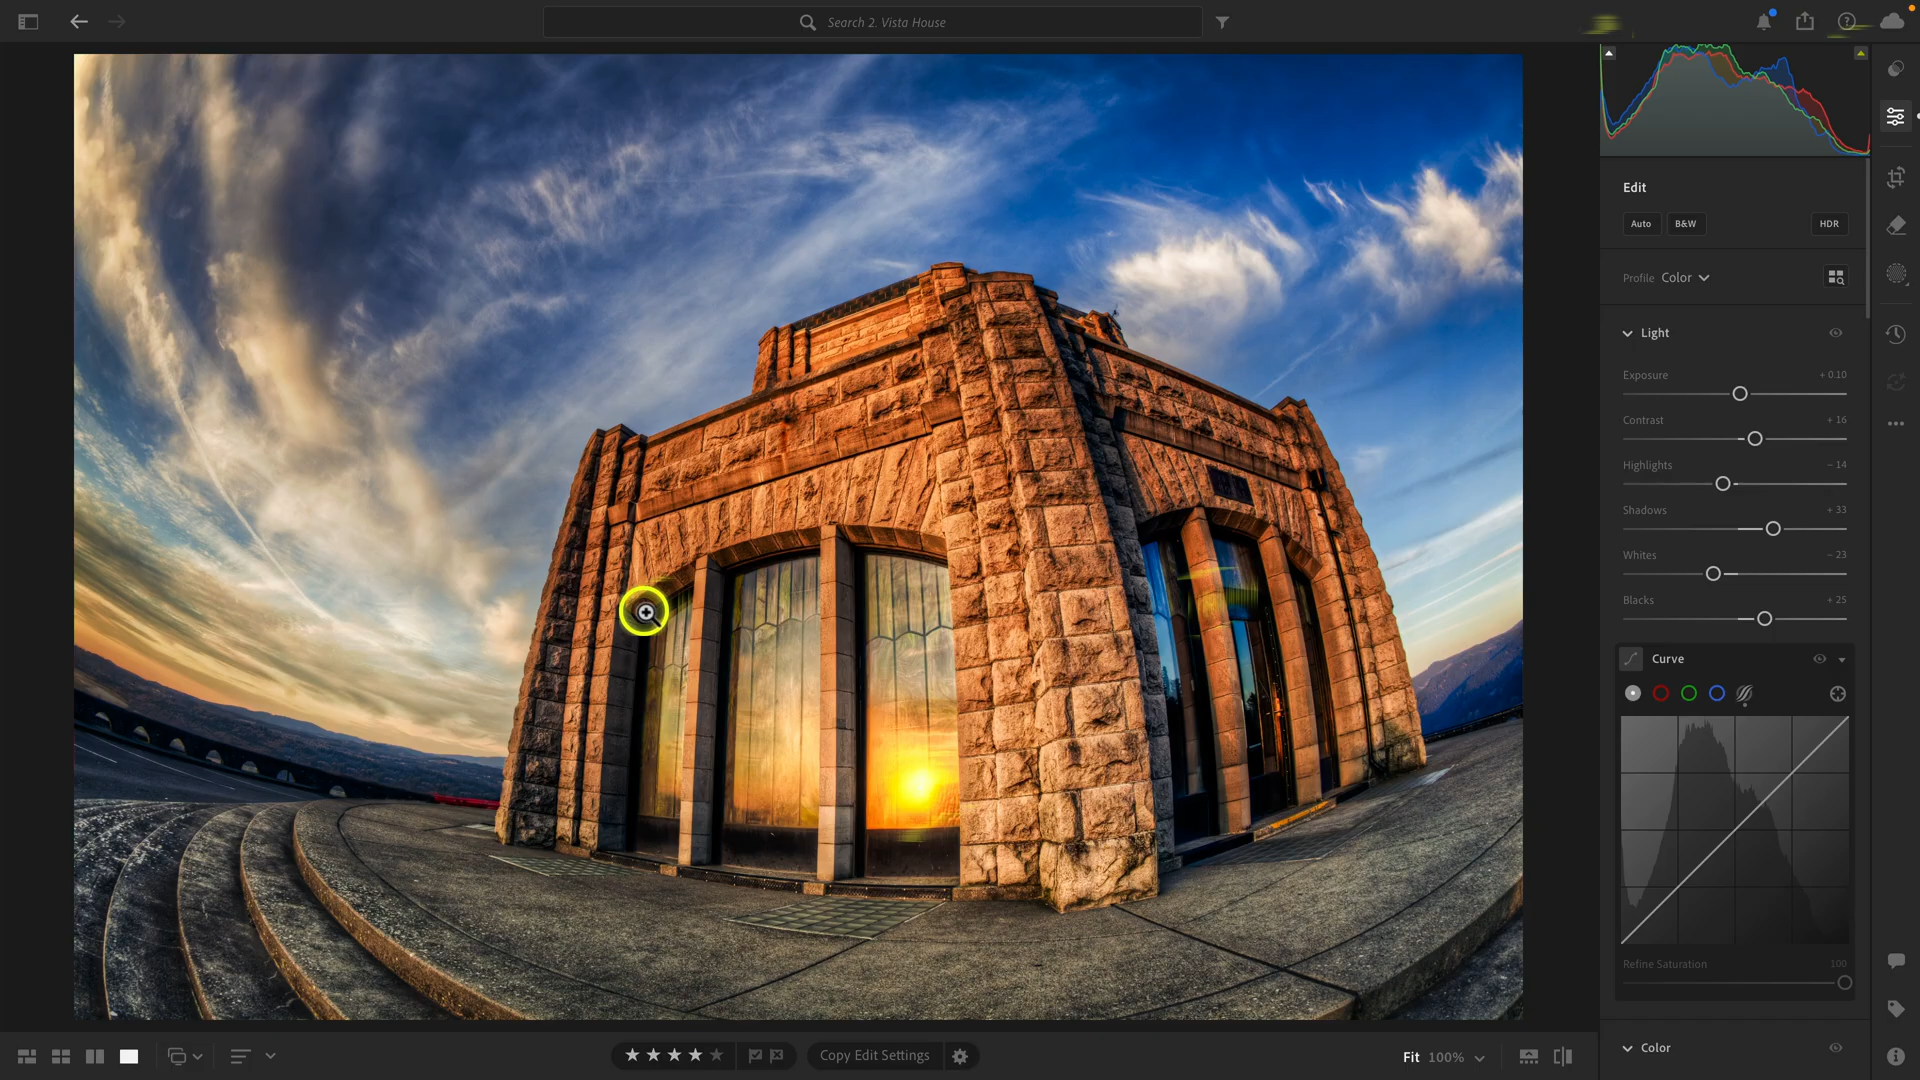 Search 2. Vista House
Edit
Auto B&W HDR
Profile Color
Light
Exposure + 0.10
Contrast + 16
Highlights − 14
Shadows + 33
Whites − 23
Blacks + 25
Curve
Refine Saturation 100
Color
Copy Edit Settings
Fit 100%